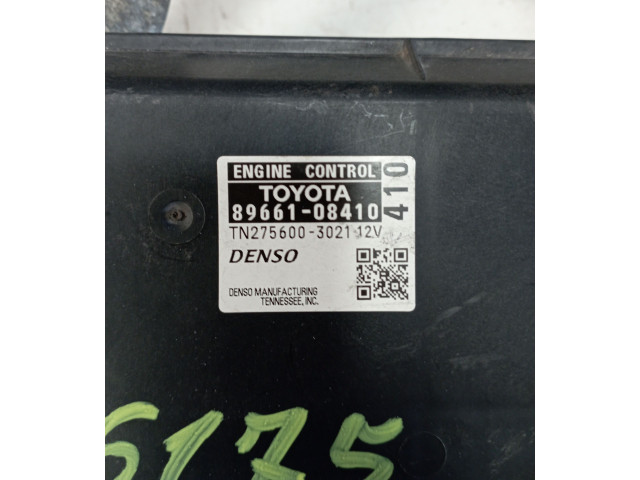 ENGINE CONTROL
TOYOTA
89661-08410
410
TN275600-3021 12V
DENSO
DENSO MANUFACTURING
TENNESSEE, INC.
6175